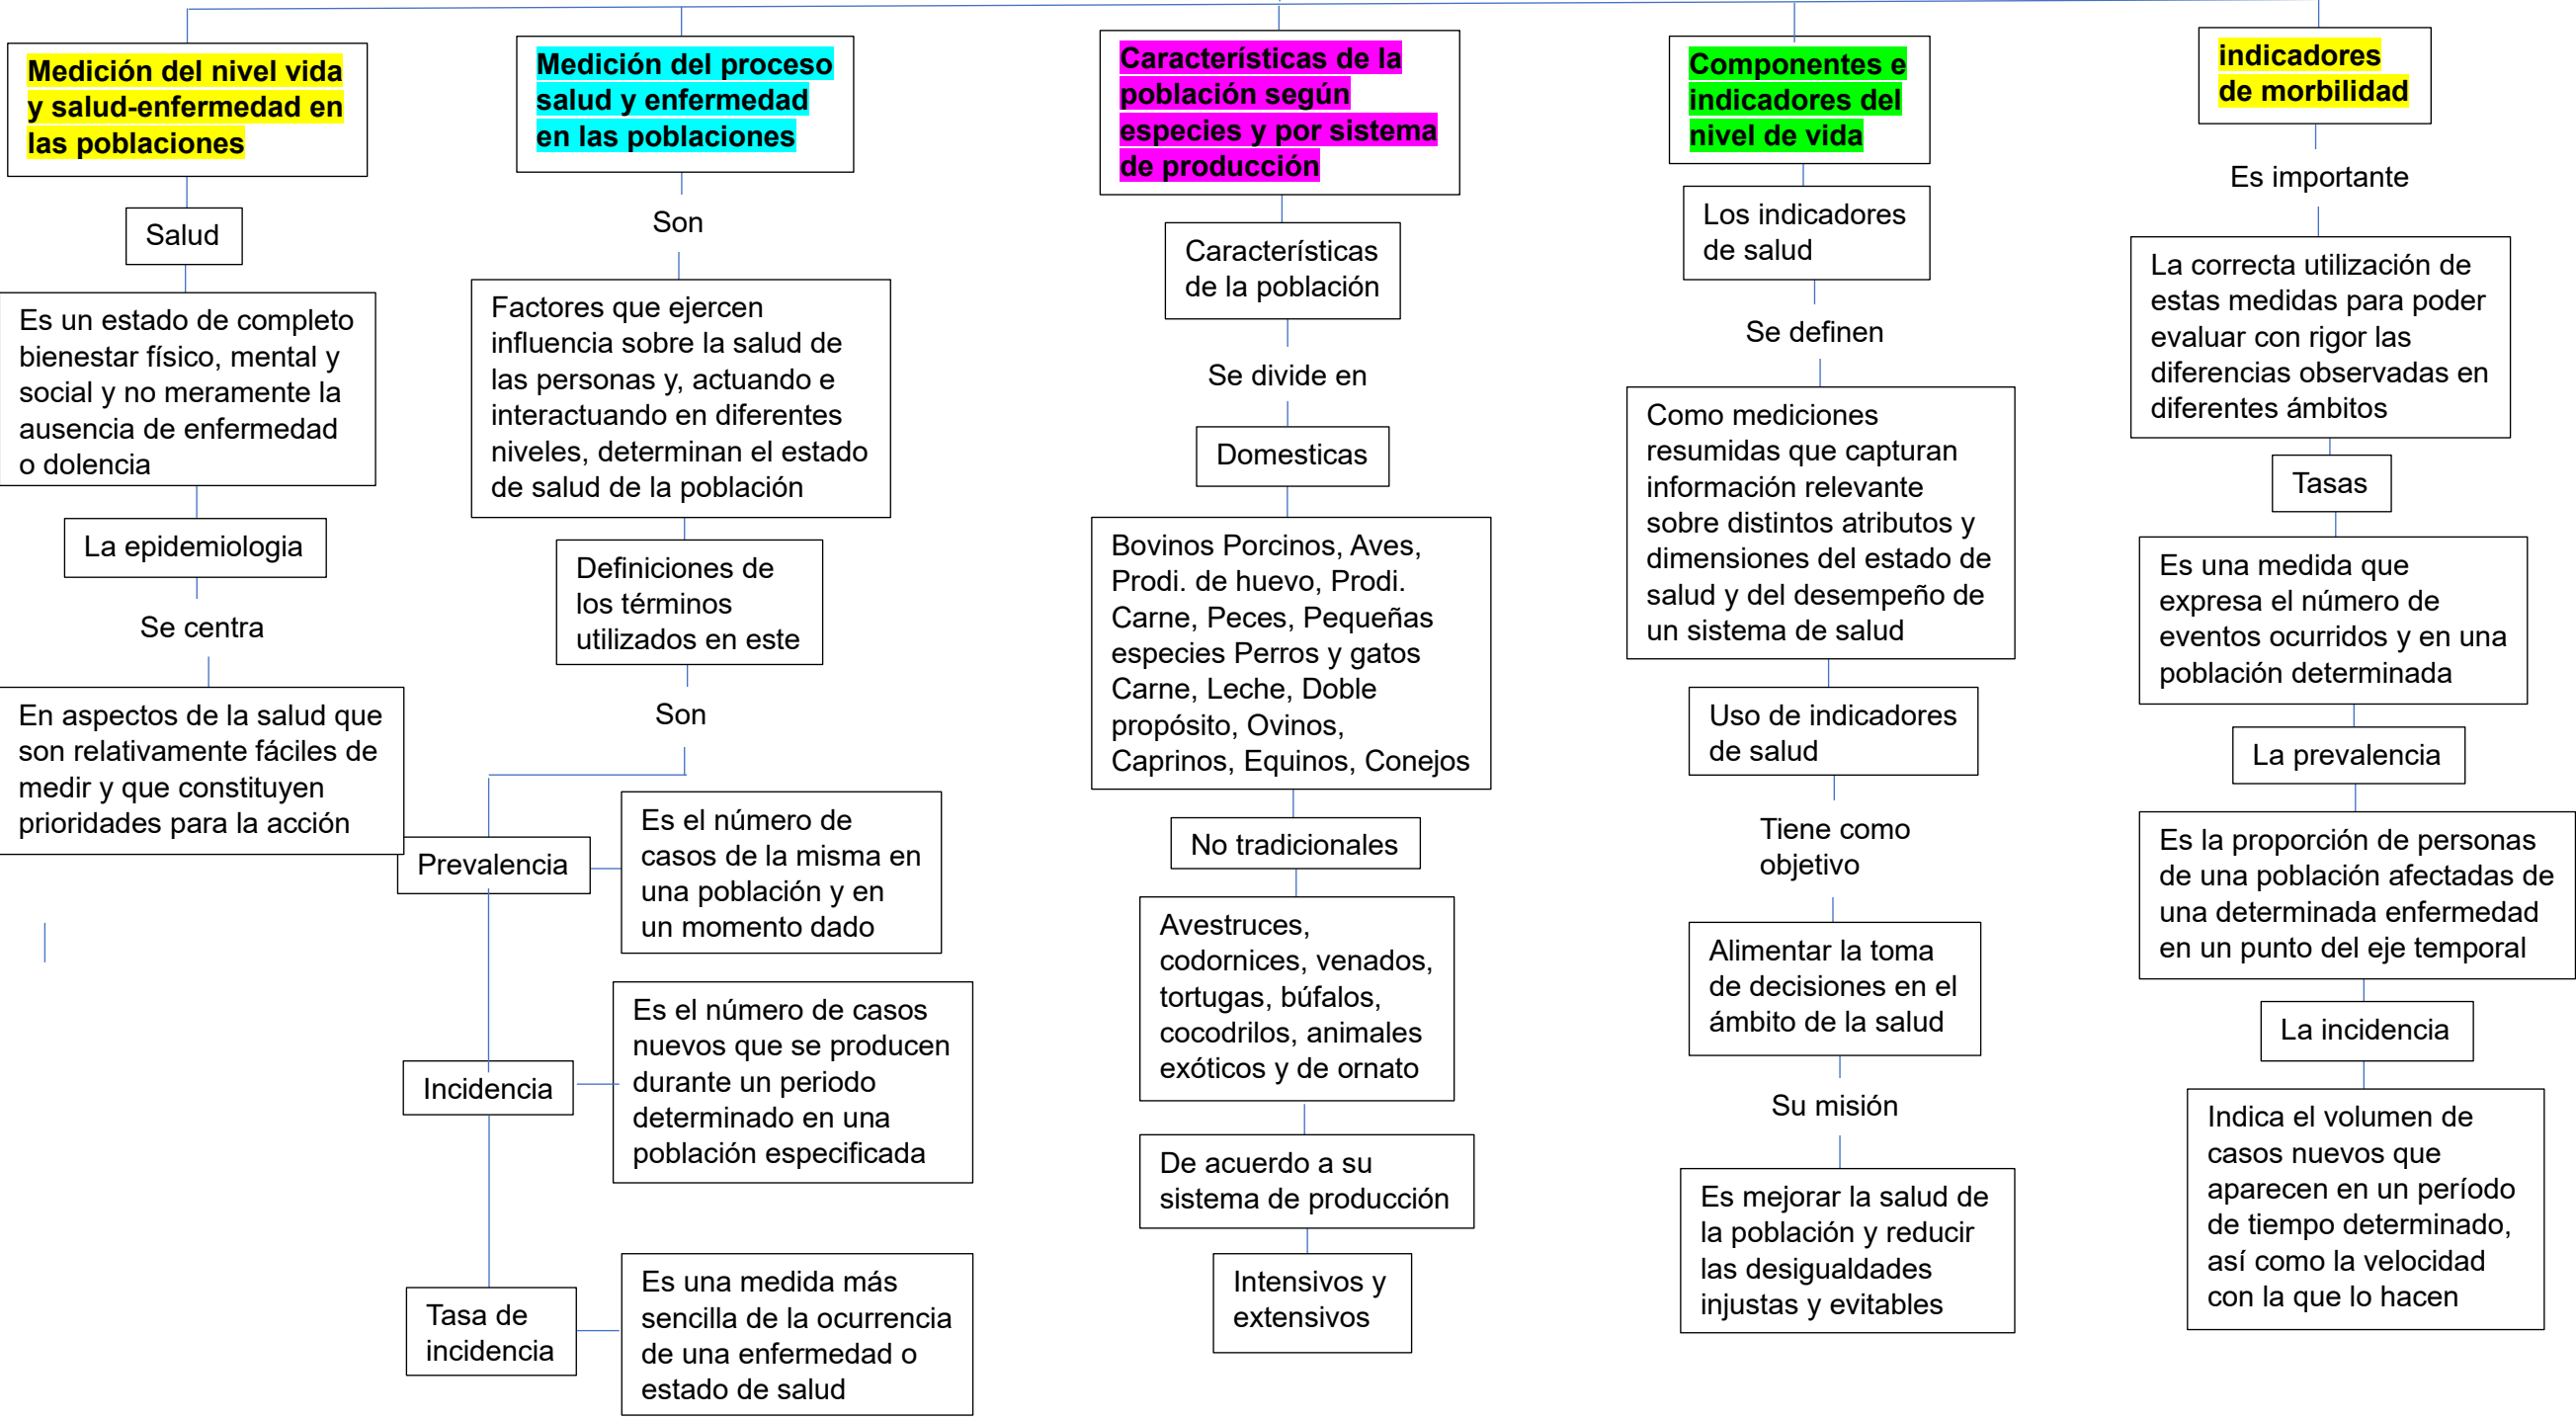 Medición del nivel vida
y salud-enfermedad en
las poblaciones
Salud
Es un estado de completo
bienestar físico, mental y
social y no meramente la
ausencia de enfermedad
o dolencia
La epidemiologia
Se centra
En aspectos de la salud que
son relativamente fáciles de
medir y que constituyen
prioridades para la acción
Medición del proceso
salud y enfermedad
en las poblaciones
Son
Factores que ejercen
influencia sobre la salud de
las personas y, actuando e
interactuando en diferentes
niveles, determinan el estado
de salud de la población
Definiciones de
los términos
utilizados en este
Son
Prevalencia
Es el número de
casos de la misma en
una población y en
un momento dado
Incidencia
Es el número de casos
nuevos que se producen
durante un periodo
determinado en una
población especificada
Tasa de
incidencia
Es una medida más
sencilla de la ocurrencia
de una enfermedad o
estado de salud
Características de la
población según
especies y por sistema
de producción
Características
de la población
Se divide en
Domesticas
Bovinos Porcinos, Aves,
Prodi. de huevo, Prodi.
Carne, Peces, Pequeñas
especies Perros y gatos
Carne, Leche, Doble
propósito, Ovinos,
Caprinos, Equinos, Conejos
No tradicionales
Avestruces,
codornices, venados,
tortugas, búfalos,
cocodrilos, animales
exóticos y de ornato
De acuerdo a su
sistema de producción
Intensivos y
extensivos
Componentes e
indicadores del
nivel de vida
Los indicadores
de salud
Se definen
Como mediciones
resumidas que capturan
información relevante
sobre distintos atributos y
dimensiones del estado de
salud y del desempeño de
un sistema de salud
Uso de indicadores
de salud
Tiene como
objetivo
Alimentar la toma
de decisiones en el
ámbito de la salud
Su misión
Es mejorar la salud de
la población y reducir
las desigualdades
injustas y evitables
indicadores
de morbilidad
Es importante
La correcta utilización de
estas medidas para poder
evaluar con rigor las
diferencias observadas en
diferentes ámbitos
Tasas
Es una medida que
expresa el número de
eventos ocurridos y en una
población determinada
La prevalencia
Es la proporción de personas
de una población afectadas de
una determinada enfermedad
en un punto del eje temporal
La incidencia
Indica el volumen de
casos nuevos que
aparecen en un período
de tiempo determinado,
así como la velocidad
con la que lo hacen